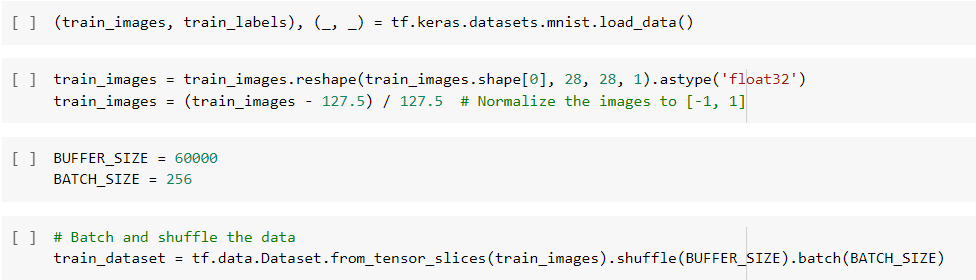 [ ] (train_images, train_labels), (_, _) = tf.keras.datasets.mnist.load_data()
[ ] train_images = train_images.reshape(train_images.shape[0], 28, 28, 1).astype('float32')
train_images = (train_images - 127.5) / 127.5  # Normalize the images to [-1, 1]
[ ] BUFFER_SIZE = 60000
BATCH_SIZE = 256
[ ] # Batch and shuffle the data
train_dataset = tf.data.Dataset.from_tensor_slices(train_images).shuffle(BUFFER_SIZE).batch(BATCH_SIZE)